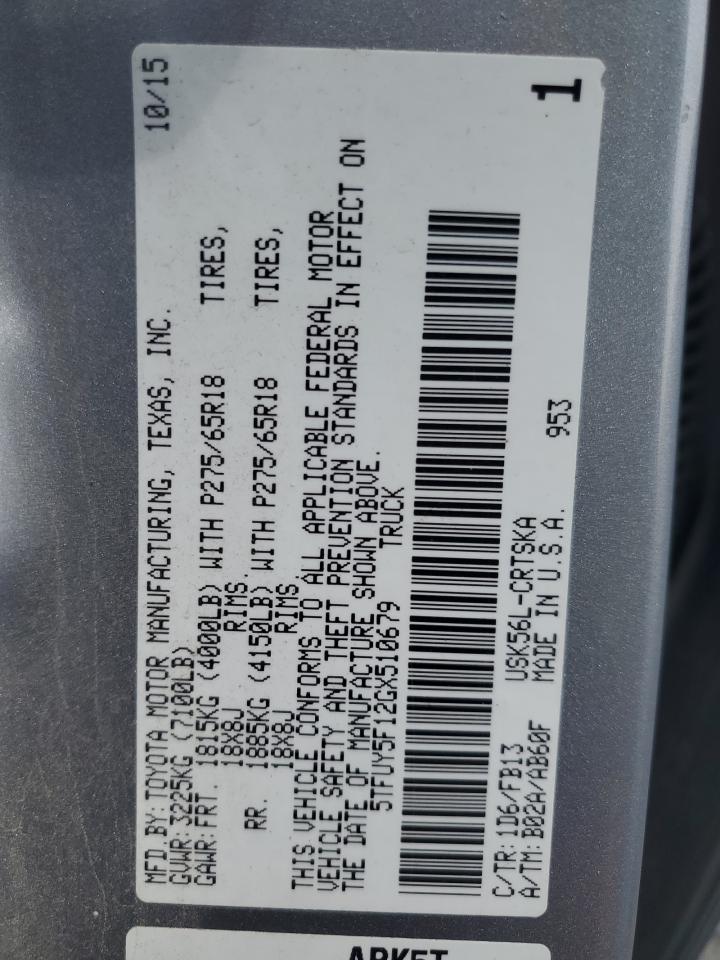 MFD.BY:TOYOTA MOTOR MANUFACTURING, TEXAS, INC. 10/15
GVWR:3225KG (7100LB)
GAWR:FRT. 1815KG (4000LB) WITH P275/65R18 TIRES,
18X8J RIMS.
RR. 1885KG (4150LB) WITH P275/65R18 TIRES,
18X8J RIMS
THIS VEHICLE CONFORMS TO ALL APPLICABLE FEDERAL MOTOR
VEHICLE SAFETY AND THEFT PREVENTION STANDARDS IN EFFECT ON
THE DATE OF MANUFACTURE SHOWN ABOVE.
5TFUY5F12GX510679 TRUCK
C/TR:1D6/FB13 USK56L-CRTSKA
A/TM:B02A/AB60F MADE IN U.S.A. 953
1